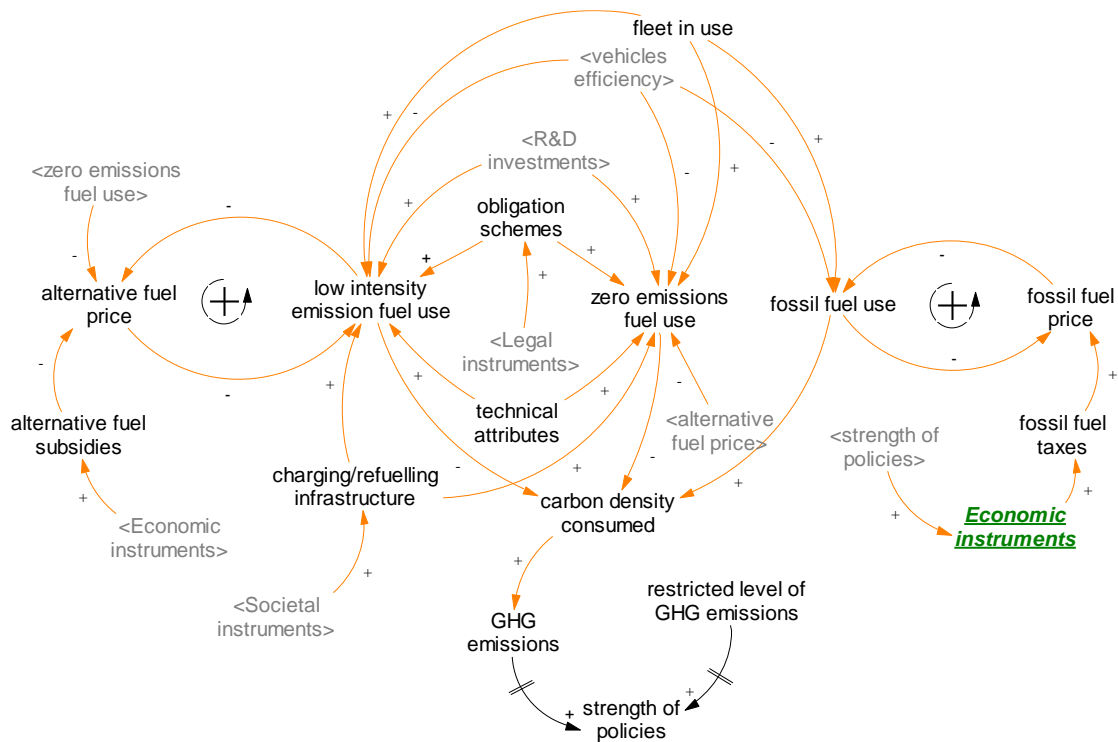 fleet in use
<vehicles
efficiency>
+
-
+
<R&D
investments>
-
-
+
+
<zero emissions
fuel use>
-
+
+
obligation
schemes
-
-
+
+
+
-
alternative fuel
price
+
low intensity
emission fuel use
zero emissions
fuel use
fossil fuel use
+
fossil fuel
price
<Legal
instruments>
-
-
-
+
+
+
+
-
+
alternative fuel
subsidies
technical
attributes
<alternative
fuel price>
<strength of
policies>
fossil fuel
taxes
charging/refuelling
infrastructure
-
+
-
+
+
+
+
carbon density
consumed
<Economic
instruments>
Economic
instruments
+
+
<Societal
instruments>
GHG
emissions
restricted level of
GHG emissions
+
+
strength of
policies